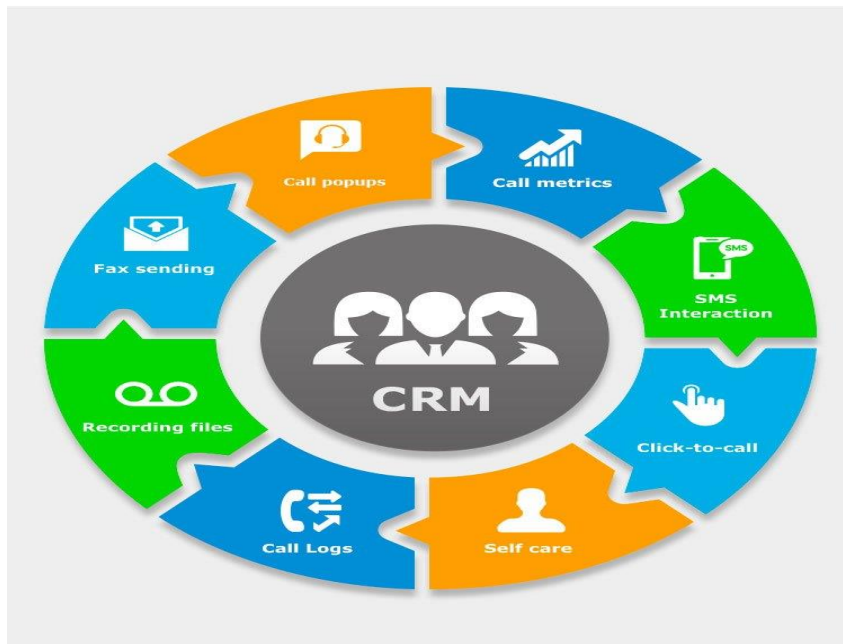 Call popups
Call metrics
SMS
SMS
Interaction
Click-to-call
Self care
Call Logs
Recording files
Fax sending
CRM